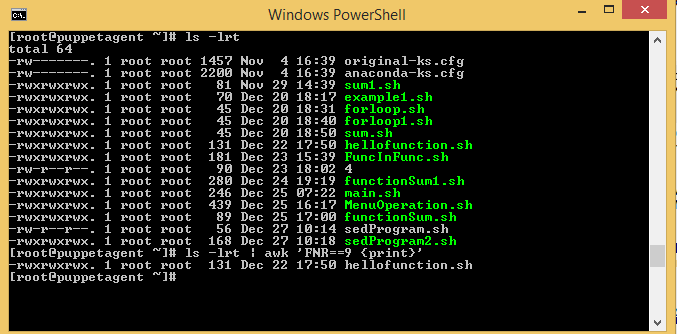 Windows PowerShell
[root@puppetagent ~]# ls -lrt
total 64
-rw-------. 1 root root 1457 Nov  4 16:39 original-ks.cfg
-rw-------. 1 root root 2200 Nov  4 16:39 anaconda-ks.cfg
-rwxrwxrwx. 1 root root   81 Nov 29 14:39 sum1.sh
-rwxrwxrwx. 1 root root   70 Dec 20 18:17 example1.sh
-rwxrwxrwx. 1 root root   45 Dec 20 18:31 forloop.sh
-rwxrwxrwx. 1 root root   45 Dec 20 18:40 forloop1.sh
-rwxrwxrwx. 1 root root   45 Dec 20 18:50 sum.sh
-rwxrwxrwx. 1 root root  131 Dec 22 17:50 hellofunction.sh
-rwxrwxrwx. 1 root root  181 Dec 23 15:39 FuncInFunc.sh
-rw-r--r--. 1 root root   90 Dec 23 18:02 4
-rwxrwxrwx. 1 root root  280 Dec 24 19:19 functionSum1.sh
-rwxrwxrwx. 1 root root  246 Dec 25 07:22 main.sh
-rwxrwxrwx. 1 root root  439 Dec 25 16:17 MenuOperation.sh
-rwxrwxrwx. 1 root root   89 Dec 25 17:00 functionSum.sh
-rw-r--r--. 1 root root   56 Dec 27 10:14 sedProgram.sh
-rwxrwxrwx. 1 root root  168 Dec 27 10:18 sedProgram2.sh
[root@puppetagent ~]# ls -lrt | awk 'FNR==9 {print}'
-rwxrwxrwx. 1 root root  131 Dec 22 17:50 hellofunction.sh
[root@puppetagent ~]#